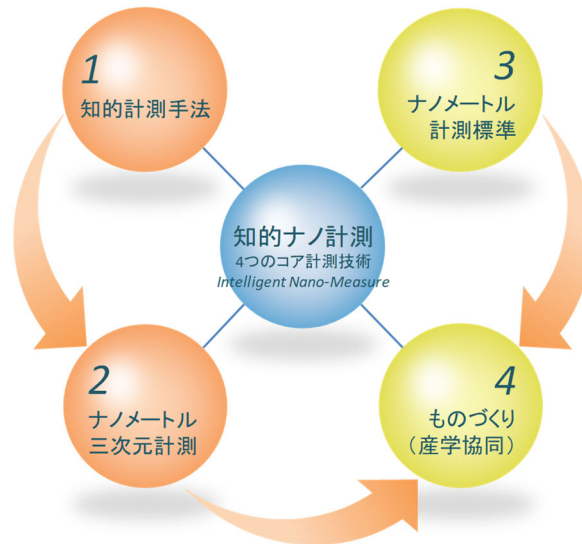 1
知的計測手法
3
ナノメートル
計測標準
知的ナノ計測
4つのコア計測技術
Intelligent Nano-Measure
2
ナノメートル
三次元計測
4
ものづくり
（産学協同）